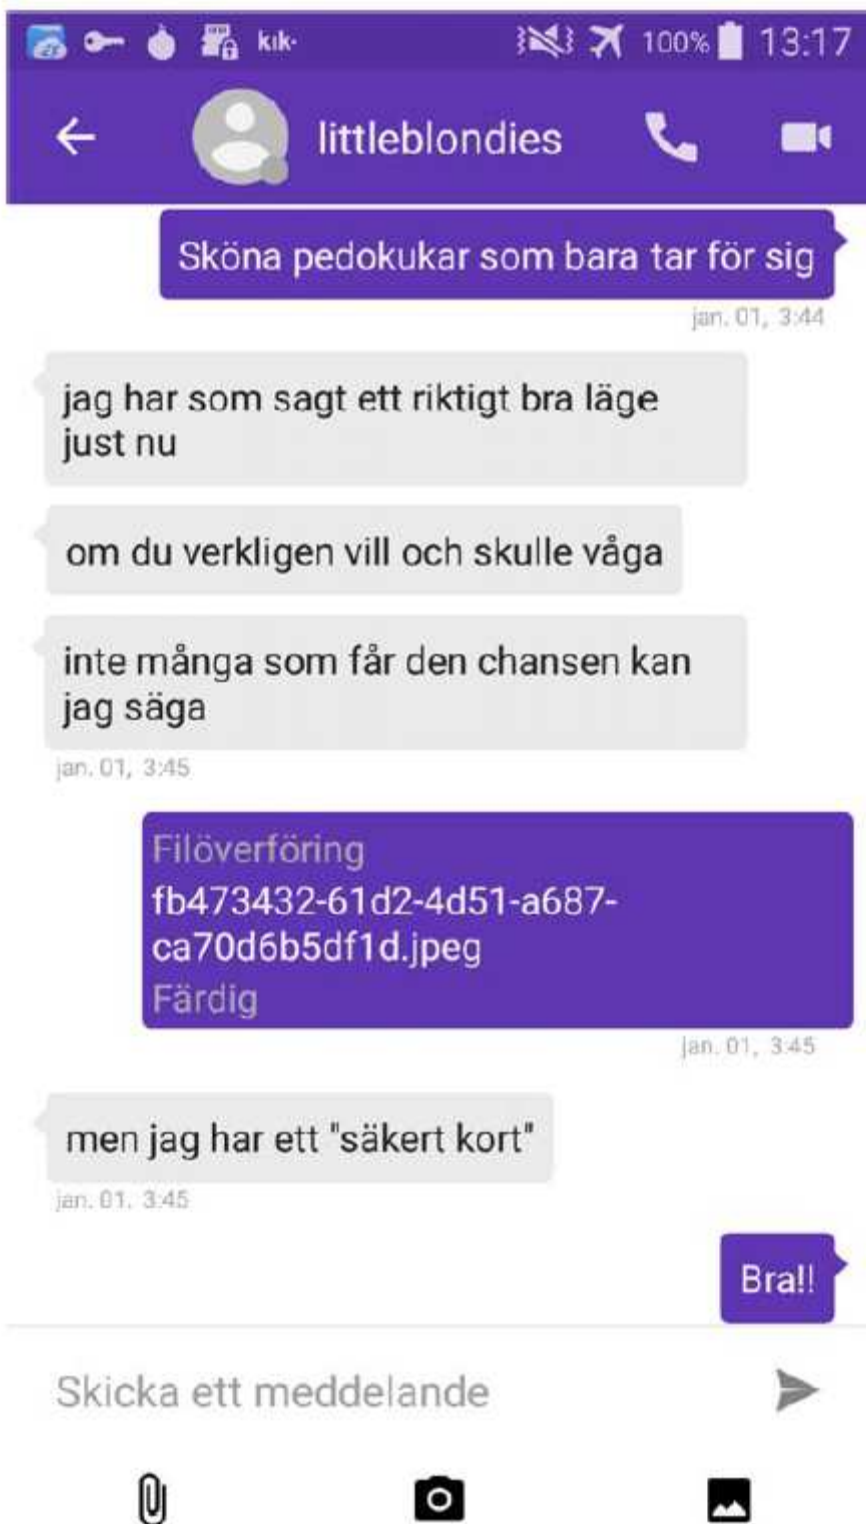 kik·
100%
13:17
littleblondies
Sköna pedokukar som bara tar för sig
jan. 01, 3:44
jag har som sagt ett riktigt bra läge
just nu
om du verkligen vill och skulle våga
inte många som får den chansen kan
jag säga
jan. 01, 3:45
Filöverföring
fb473432-61d2-4d51-a687-
ca70d6b5df1d.jpeg
Färdig
jan. 01, 3:45
men jag har ett "säkert kort"
jan. 01, 3:45
Bra!!
Skicka ett meddelande